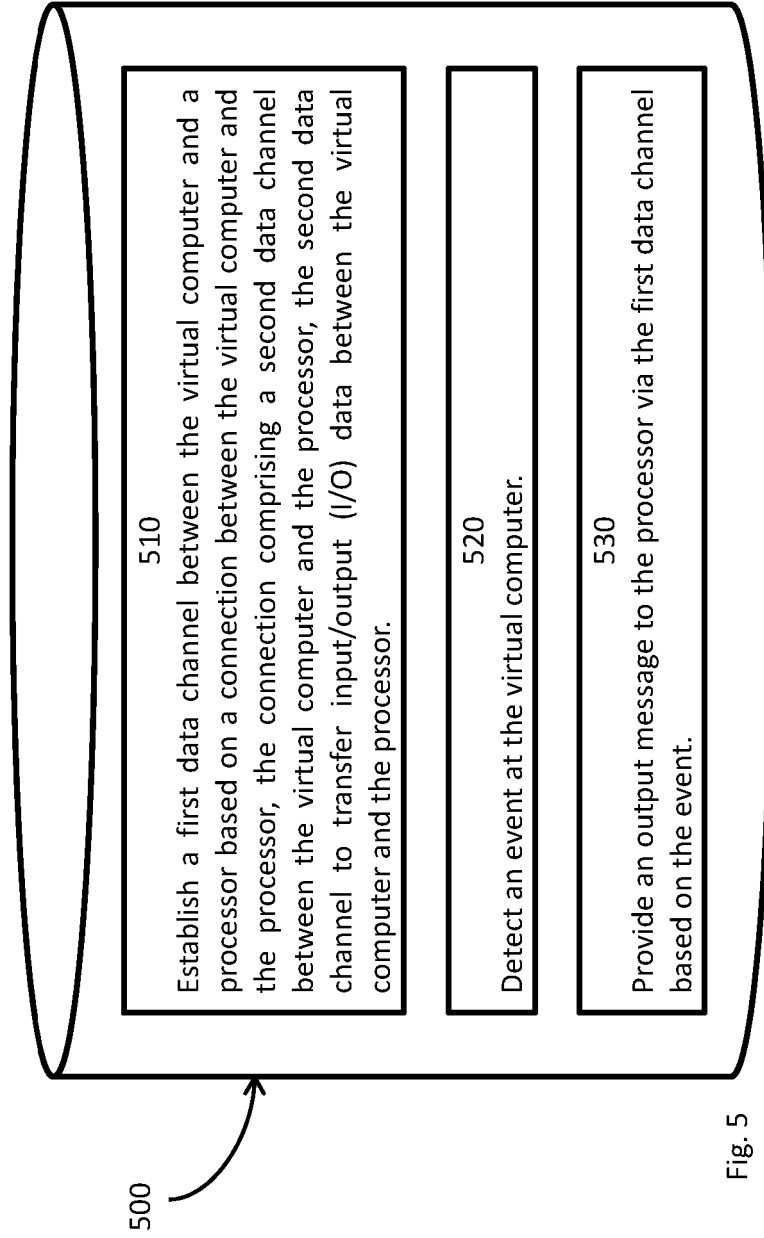 500
510
Establish a first data channel between the virtual computer and a
processor based on a connection between the virtual computer and
the processor, the connection comprising a second data channel
between the virtual computer and the processor, the second data
channel to transfer input/output (I/O) data between the virtual
computer and the processor.
520
Detect an event at the virtual computer.
530
Provide an output message to the processor via the first data channel
based on the event.
Fig. 5